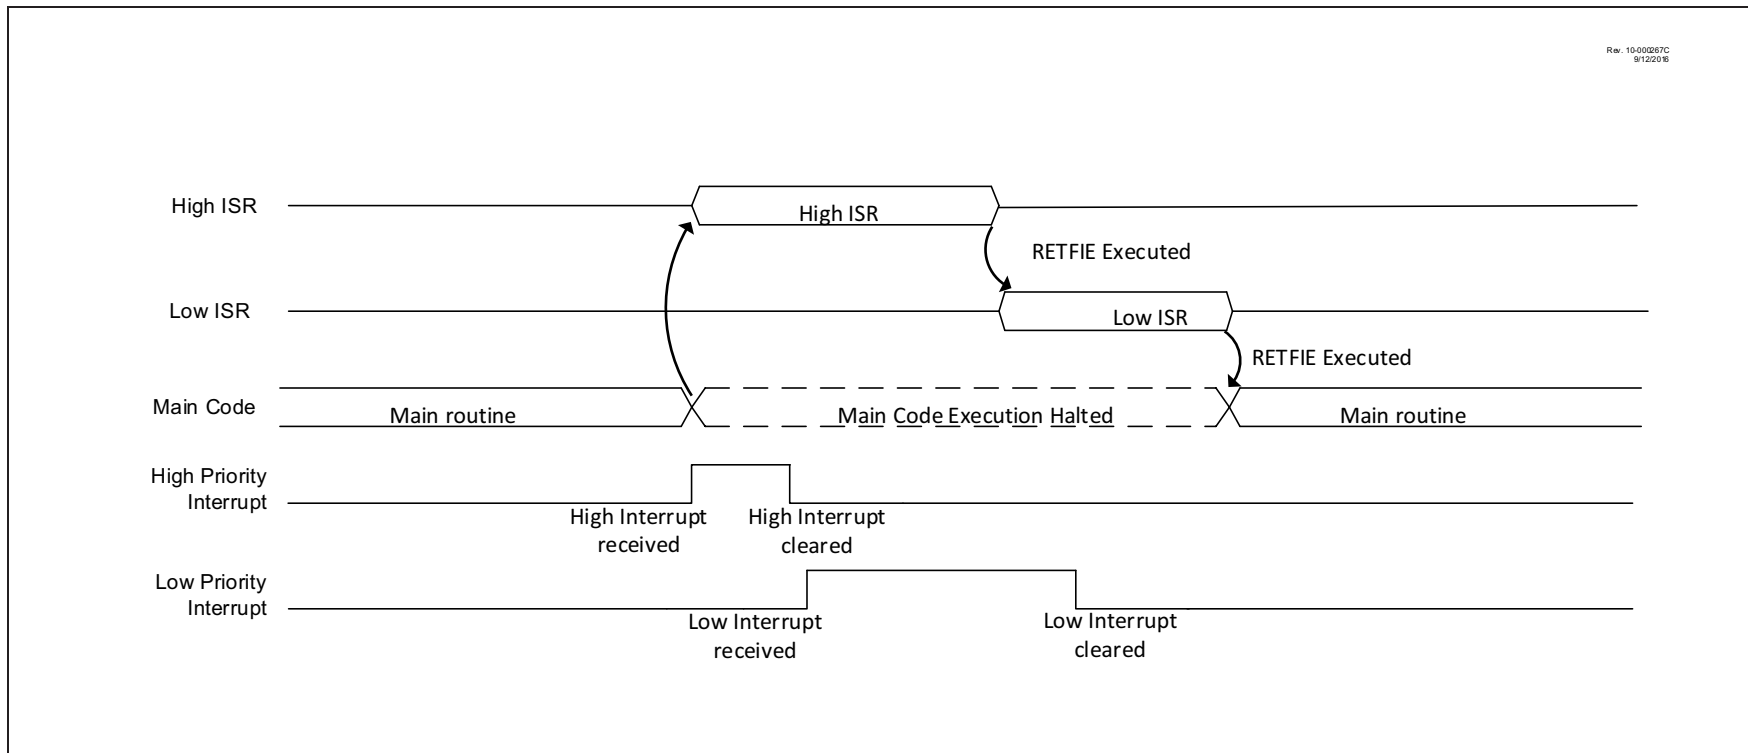 Rev. 10-000267C
9/12/2016
High ISR
High ISR
RETFIE Executed
Low ISR
Low ISR
RETFIE Executed
Main Code
Main routine
Main Code Execution Halted
Main routine
High Priority
Interrupt
High Interrupt
received
High Interrupt
cleared
Low Priority
Interrupt
Low Interrupt
received
Low Interrupt
cleared